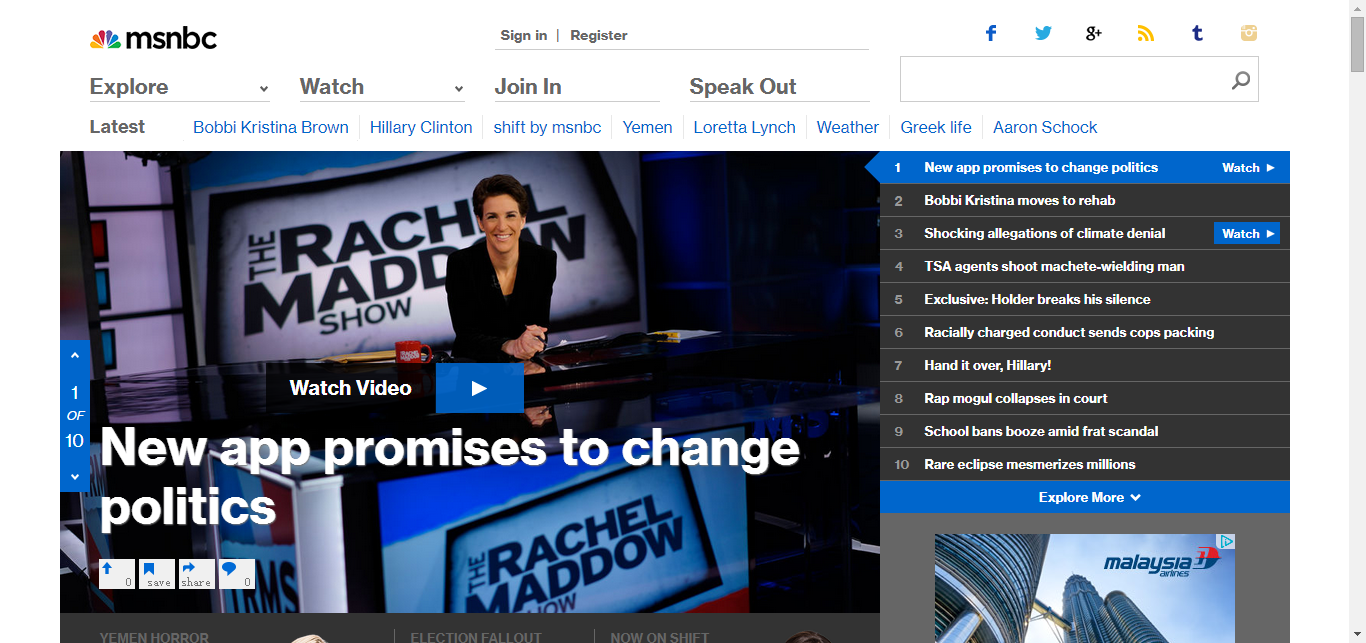 msnbc
Sign in | Register
Explore
Watch
Join In
Speak Out
Latest
Bobbi Kristina Brown
Hillary Clinton
shift by msnbc
Yemen
Loretta Lynch
Weather
Greek life
Aaron Schock
THE
RACHEL
MADDOW
SHOW
Watch Video
1
OF
10
New app promises to change
politics
THE
RACHEL
MADDOW
SHOW
0
save
share
0
1 New app promises to change politics Watch
2 Bobbi Kristina moves to rehab
3 Shocking allegations of climate denial Watch
4 TSA agents shoot machete-wielding man
5 Exclusive: Holder breaks his silence
6 Racially charged conduct sends cops packing
7 Hand it over, Hillary!
8 Rap mogul collapses in court
9 School bans booze amid frat scandal
10 Rare eclipse mesmerizes millions
Explore More
malaysia
airlines
YEMEN HORROR
ELECTION FALLOUT
NOW ON SHIFT